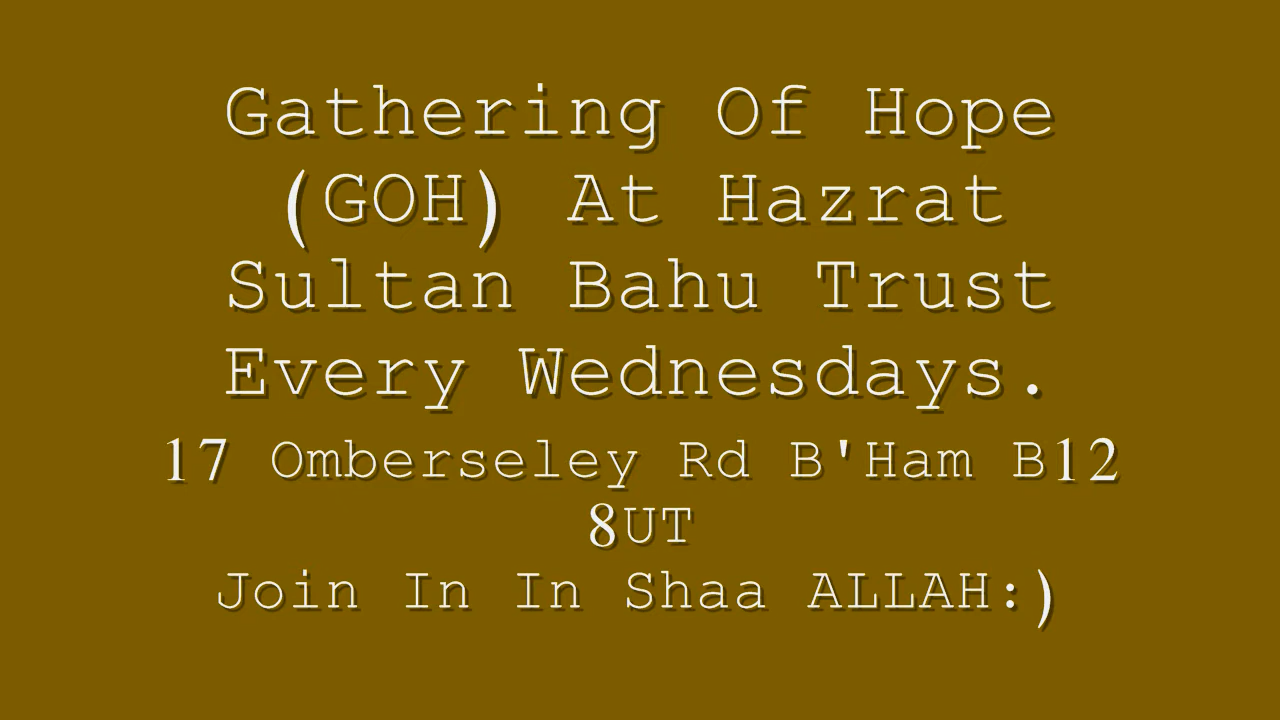 Gathering Of Hope
(GOH) At Hazrat
Sultan Bahu Trust
Every Wednesdays.
17 Omberseley Rd B'Ham B12
8UT
Join In In Shaa ALLAH:)